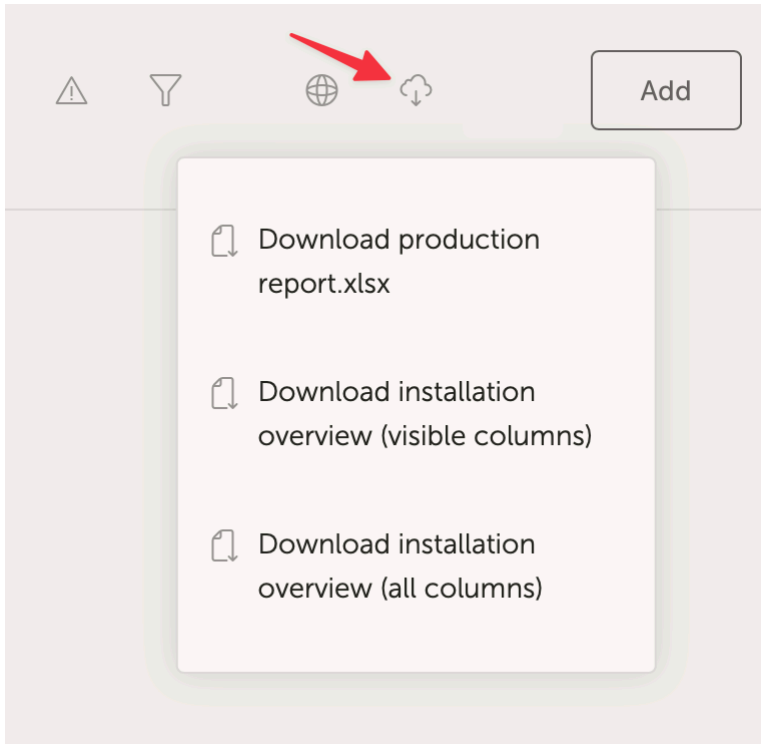 Add
Download production
report.xlsx
Download installation
overview (visible columns)
Download installation
overview (all columns)